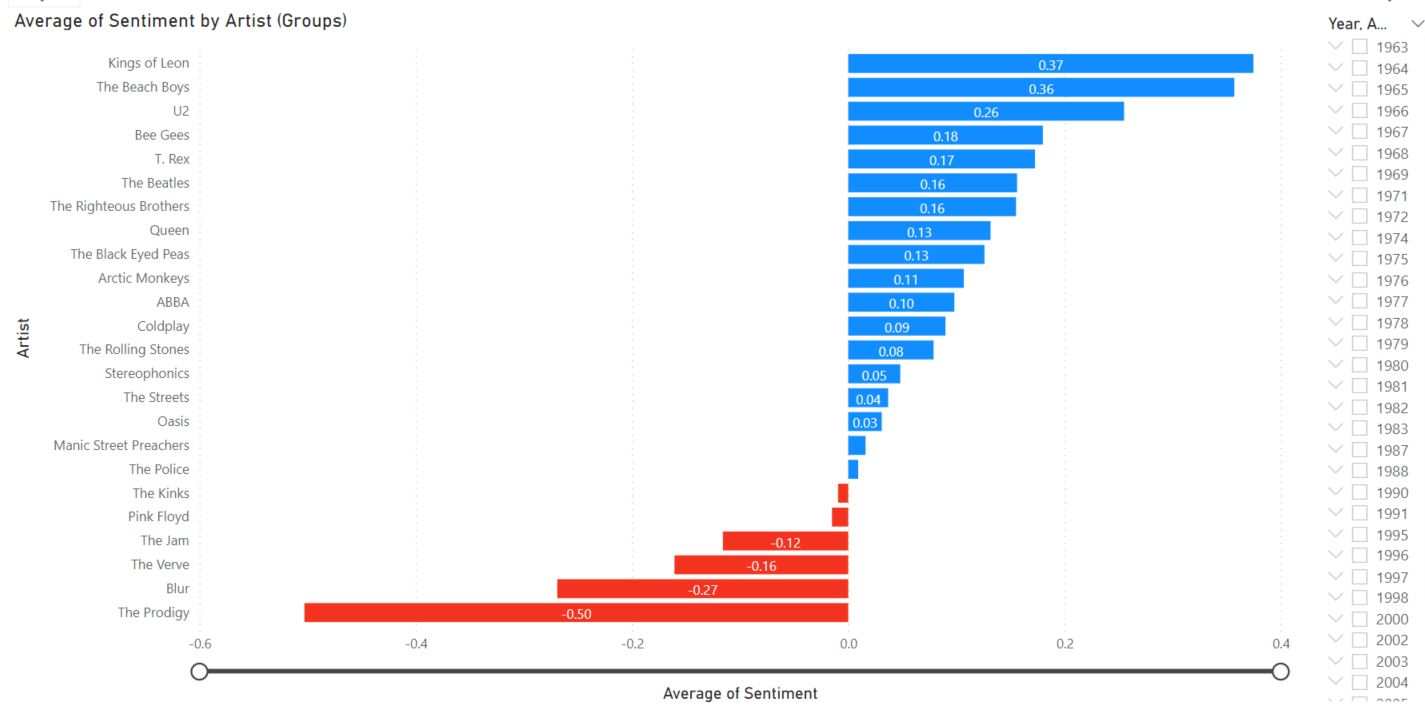 Average of Sentiment by Artist (Groups)
Kings of Leon 0.37
The Beach Boys 0.36
U2 0.26
Bee Gees 0.18
T. Rex 0.17
The Beatles 0.16
The Righteous Brothers 0.16
Queen 0.13
The Black Eyed Peas 0.13
Arctic Monkeys 0.11
ABBA 0.10
Coldplay 0.09
The Rolling Stones 0.08
Stereophonics 0.05
The Streets 0.04
Oasis 0.03
Manic Street Preachers
The Police
The Kinks
Pink Floyd
The Jam -0.12
The Verve -0.16
Blur -0.27
The Prodigy -0.50
Artist
-0.6 -0.4 -0.2 0.0 0.2 0.4
Average of Sentiment
Year, A...
1963
1964
1965
1966
1967
1968
1969
1971
1972
1974
1975
1976
1977
1978
1979
1980
1981
1982
1983
1987
1988
1990
1991
1995
1996
1997
1998
2000
2002
2003
2004